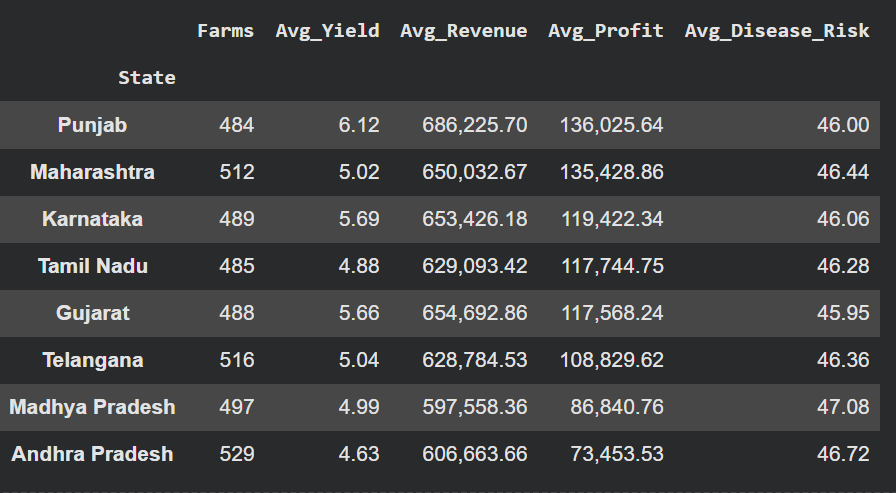 Farms Avg_Yield Avg_Revenue Avg_Profit Avg_Disease_Risk
State
Punjab 484 6.12 686,225.70 136,025.64 46.00
Maharashtra 512 5.02 650,032.67 135,428.86 46.44
Karnataka 489 5.69 653,426.18 119,422.34 46.06
Tamil Nadu 485 4.88 629,093.42 117,744.75 46.28
Gujarat 488 5.66 654,692.86 117,568.24 45.95
Telangana 516 5.04 628,784.53 108,829.62 46.36
Madhya Pradesh 497 4.99 597,558.36 86,840.76 47.08
Andhra Pradesh 529 4.63 606,663.66 73,453.53 46.72